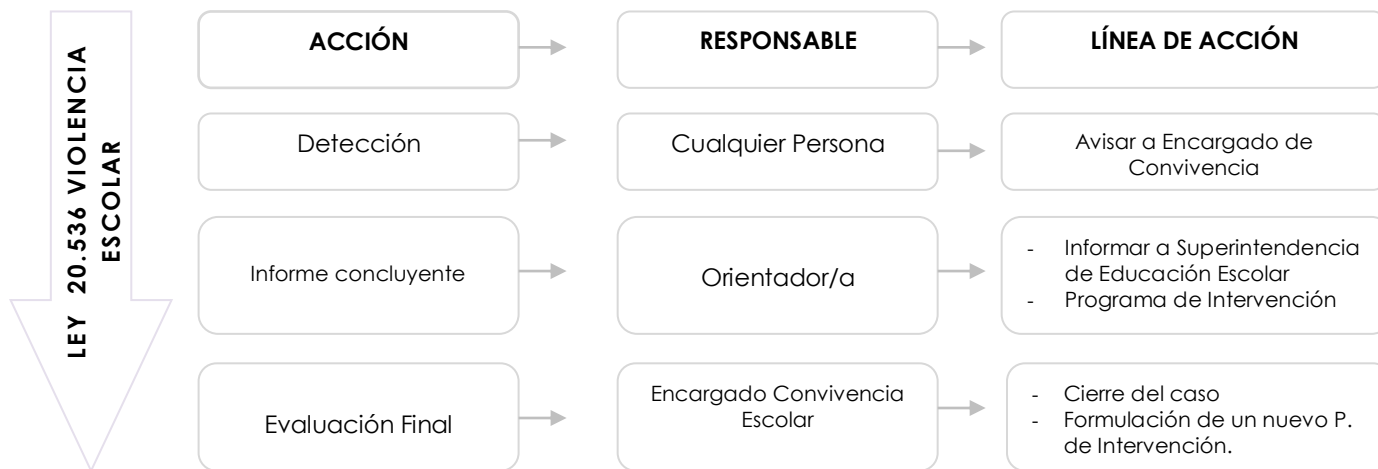 LEY 20.536 VIOLENCIA
ESCOLAR
ACCIÓN
RESPONSABLE
LÍNEA DE ACCIÓN
Detección
Cualquier Persona
Avisar a Encargado de
Convivencia
Informe concluyente
Orientador/a
- Informar a Superintendencia
de Educación Escolar
- Programa de Intervención
Evaluación Final
Encargado Convivencia
Escolar
- Cierre del caso
- Formulación de un nuevo P.
de Intervención.